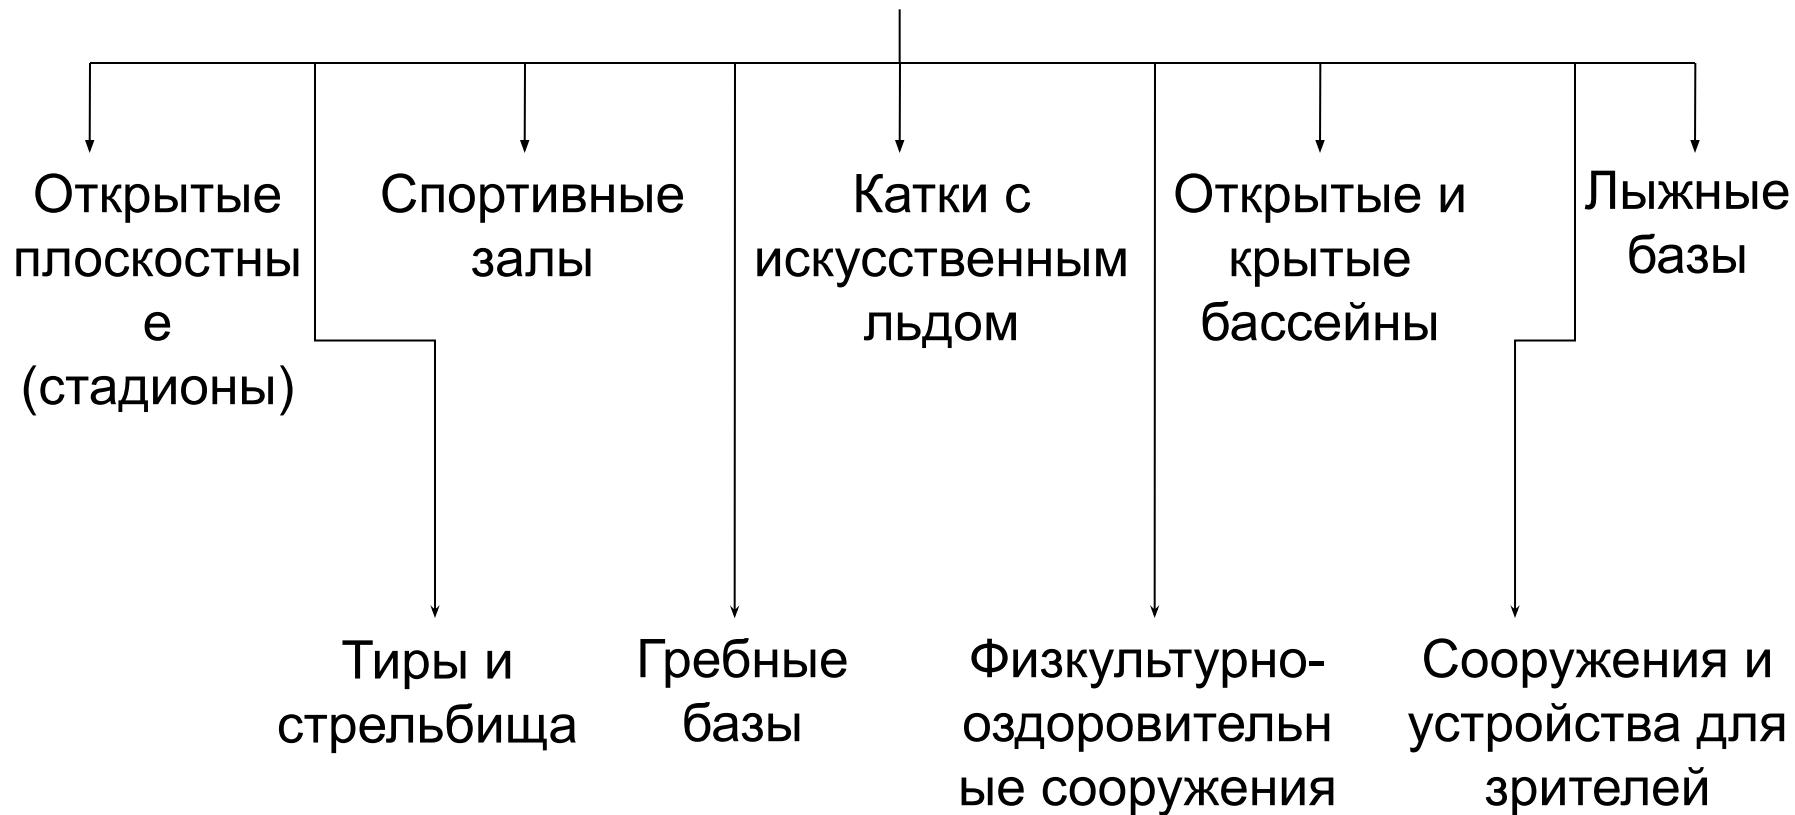 Открытые
плоскостны
е
(стадионы)
Спортивные
залы
Катки с
искусственным
льдом
Открытые и
крытые
бассейны
Лыжные
базы
Тиры и
стрельбища
Гребные
базы
Физкультурно-
оздоровительн
ые сооружения
Сооружения и
устройства для
зрителей